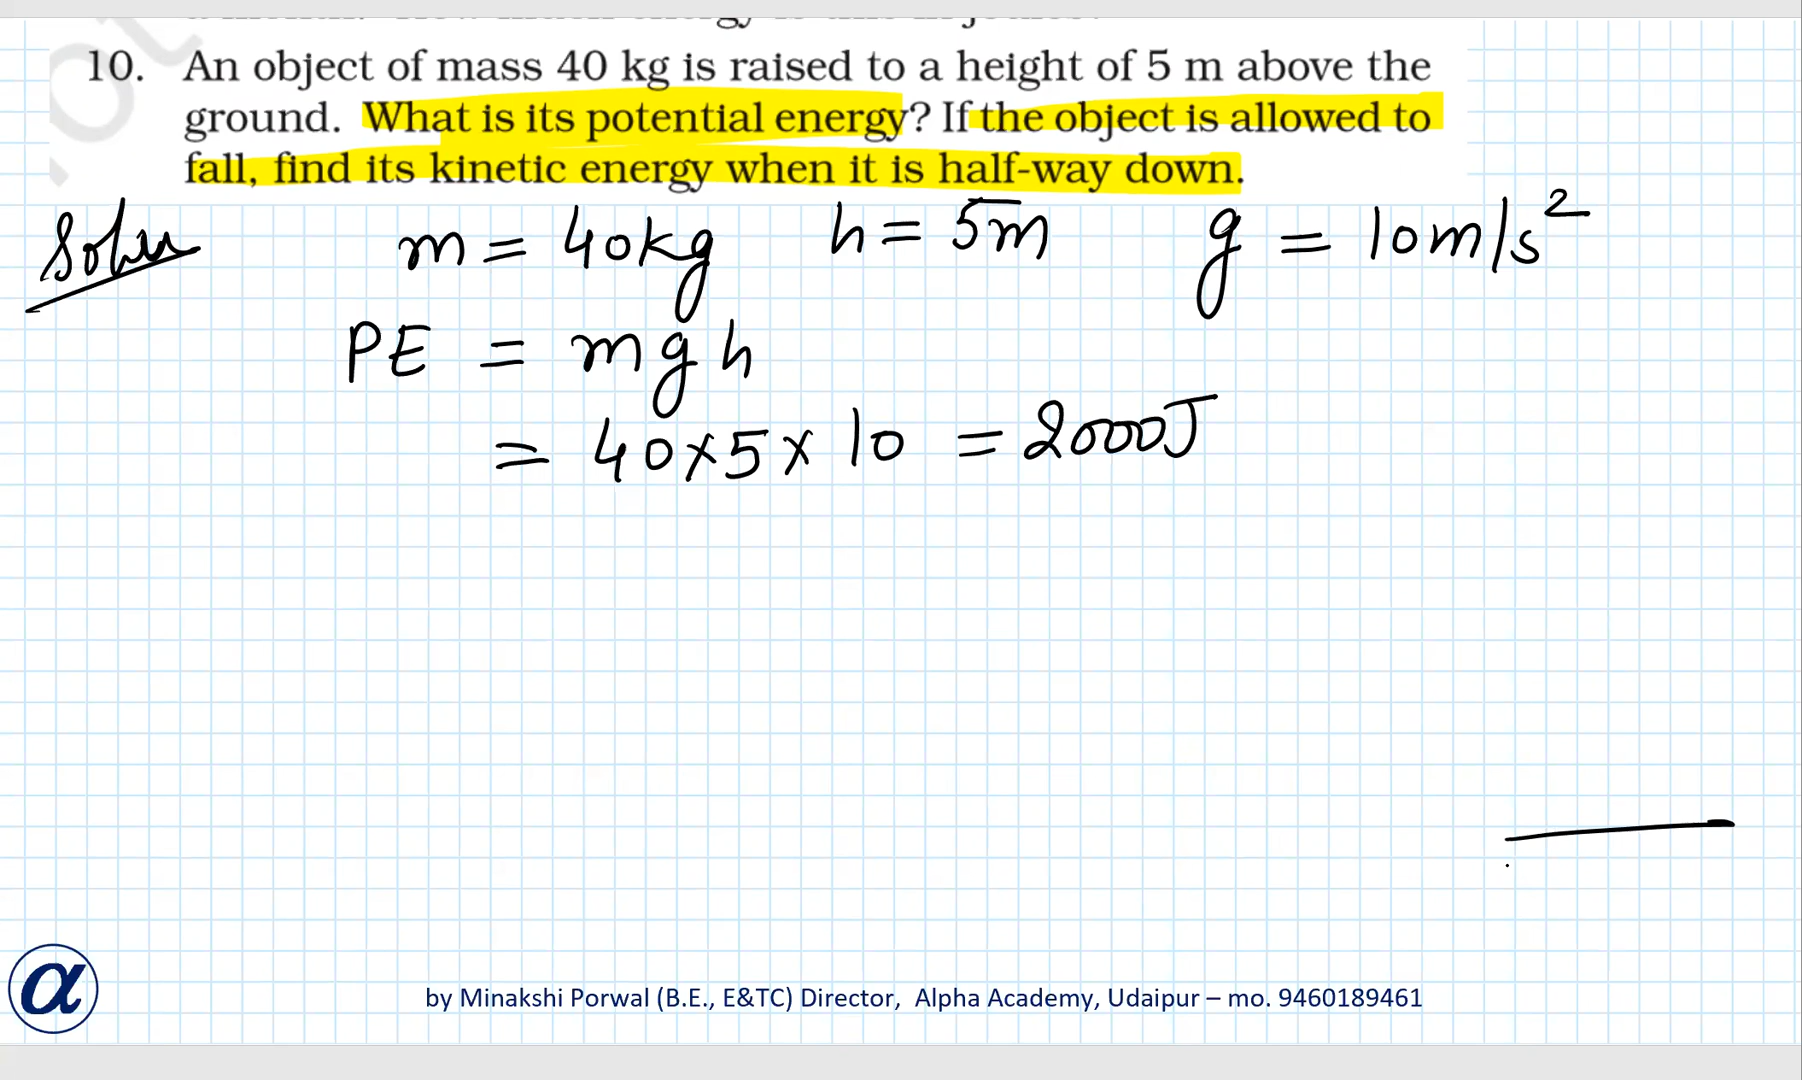 10. An object of mass 40 kg is raised to a height of 5 m above the
ground. What is its potential energy? If the object is allowed to
fall, find its kinetic energy when it is half-way down.
Soln m = 40kg h = 5m g = 10m/s²
PE = mgh
= 40×5×10 = 2000J
α
by Minakshi Porwal (B.E., E&TC) Director, Alpha Academy, Udaipur – mo. 9460189461